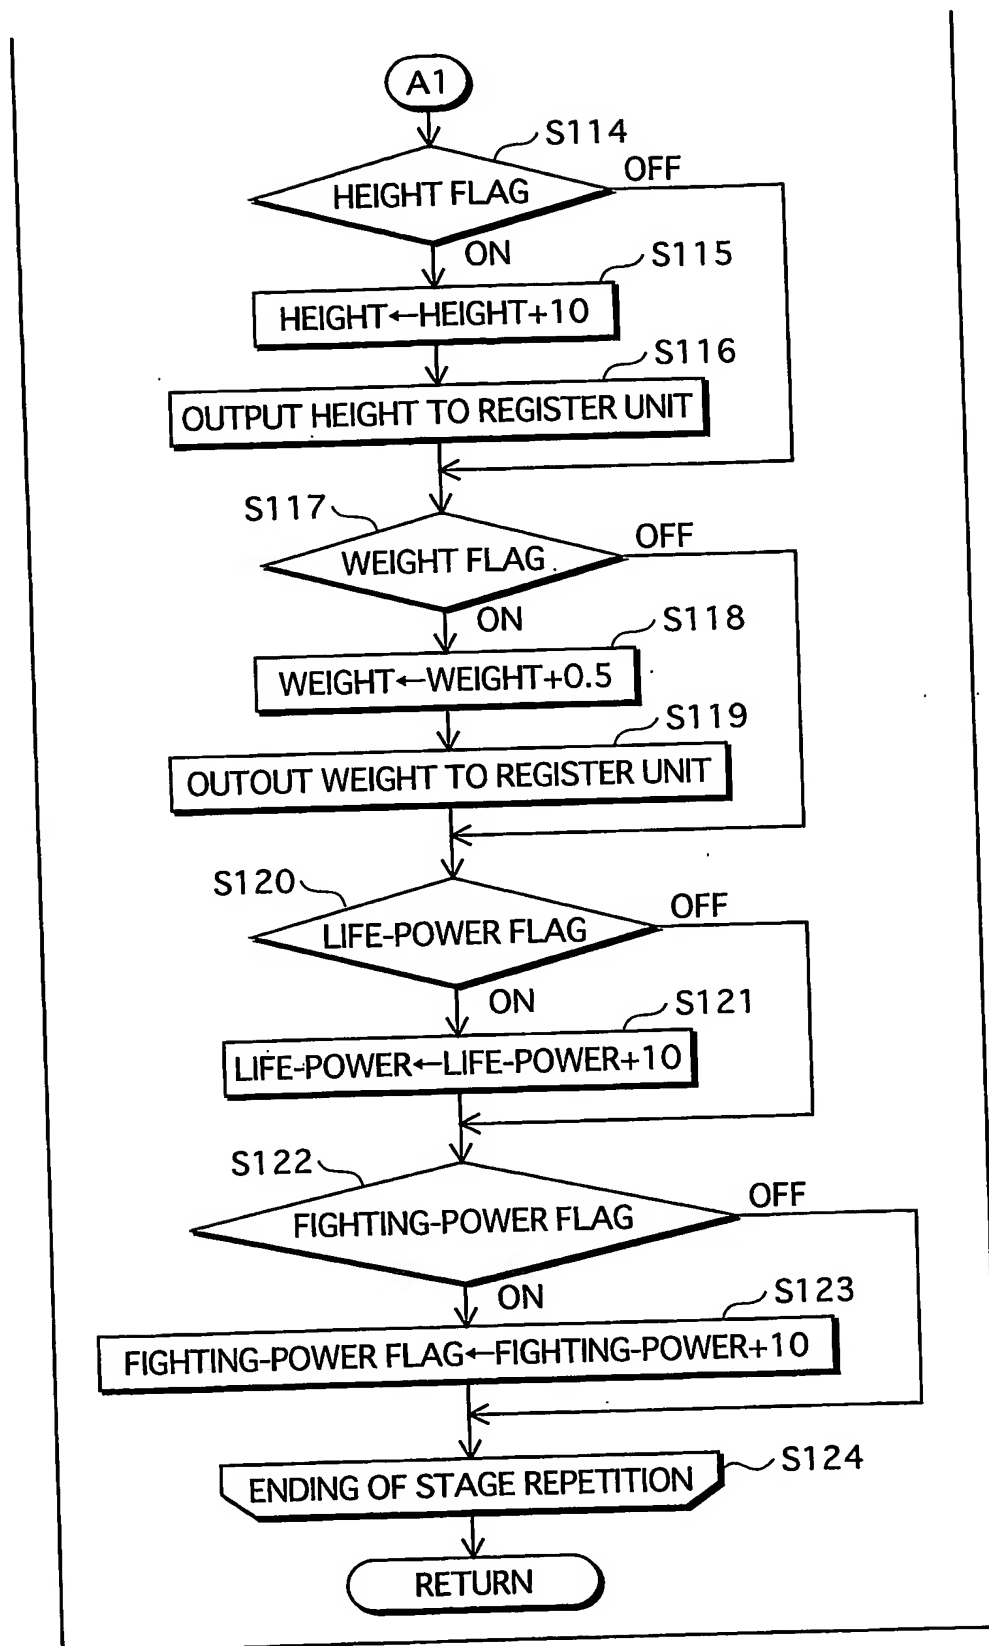 A1
S114
HEIGHT FLAG
OFF
ON
S115
HEIGHT←HEIGHT+10
S116
OUTPUT HEIGHT TO REGISTER UNIT
S117
WEIGHT FLAG
OFF
ON
S118
WEIGHT←WEIGHT+0.5
S119
OUTOUT WEIGHT TO REGISTER UNIT
S120
LIFE-POWER FLAG
OFF
ON
S121
LIFE-POWER←LIFE-POWER+10
S122
FIGHTING-POWER FLAG
OFF
ON
S123
FIGHTING-POWER FLAG←FIGHTING-POWER+10
S124
ENDING OF STAGE REPETITION
RETURN